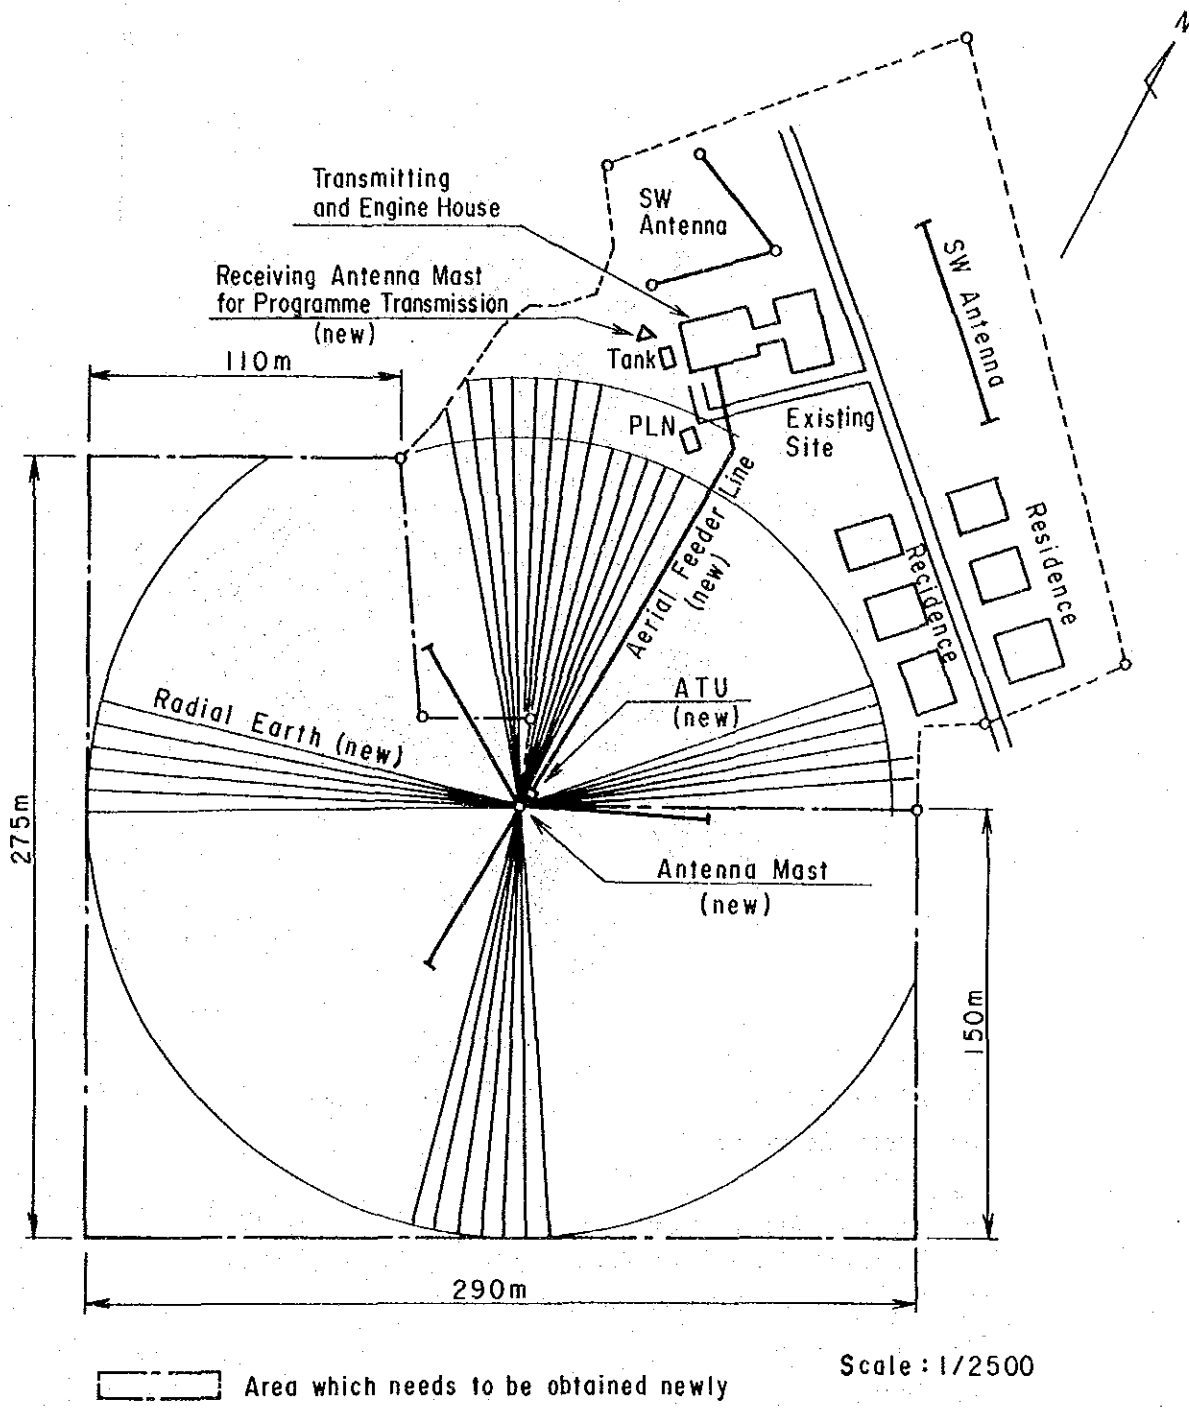 N
Transmitting
and Engine House
SW
Antenna
SW Antenna
Receiving Antenna Mast
for Programme Transmission
(new)
Tank
110m
PLN
Existing
Site
Aerial Feeder Line
(new)
Residence
Recidence
Radial Earth (new)
ATU
(new)
275m
Antenna Mast
(new)
150m
290m
Scale : 1/2500
Area which needs to be obtained newly